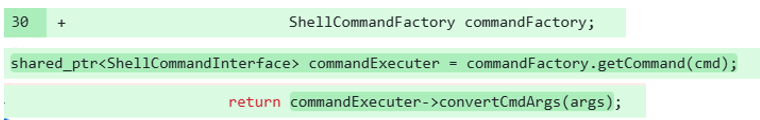 30 + ShellCommandFactory commandFactory;
shared_ptr<ShellCommandInterface> commandExecuter = commandFactory.getCommand(cmd);
return commandExecuter->convertCmdArgs(args);